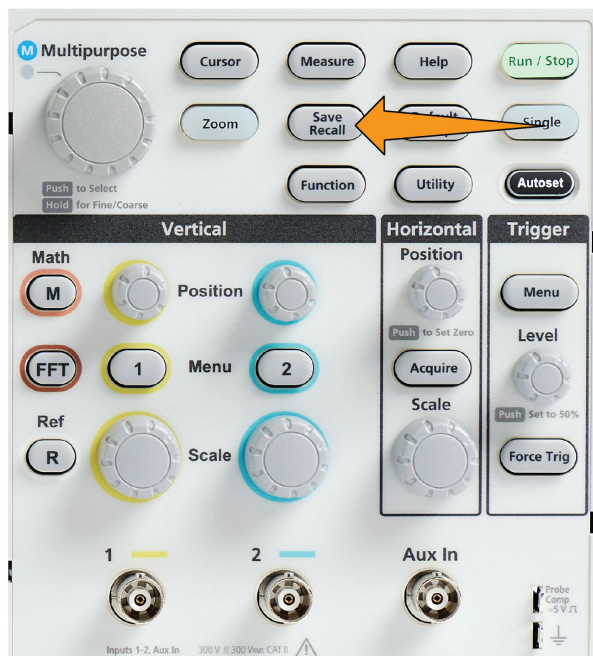 M Multipurpose
Cursor
Measure
Help
Run / Stop
Zoom
Save
Recall
Single
Push to Select
Hold for Fine/Coarse
Function
Utility
Autoset
Vertical
Horizontal
Trigger
Math
M
Position
Position
Push to Set Zero
Menu
Level
Push Set to 50%
FFT
1
Menu
2
Acquire
Scale
Ref
R
Scale
Force Trig
1
2
Aux In
Probe
Comp
~5 V
Inputs 1-2, Aux In
300 V // 300 VRMS CAT II